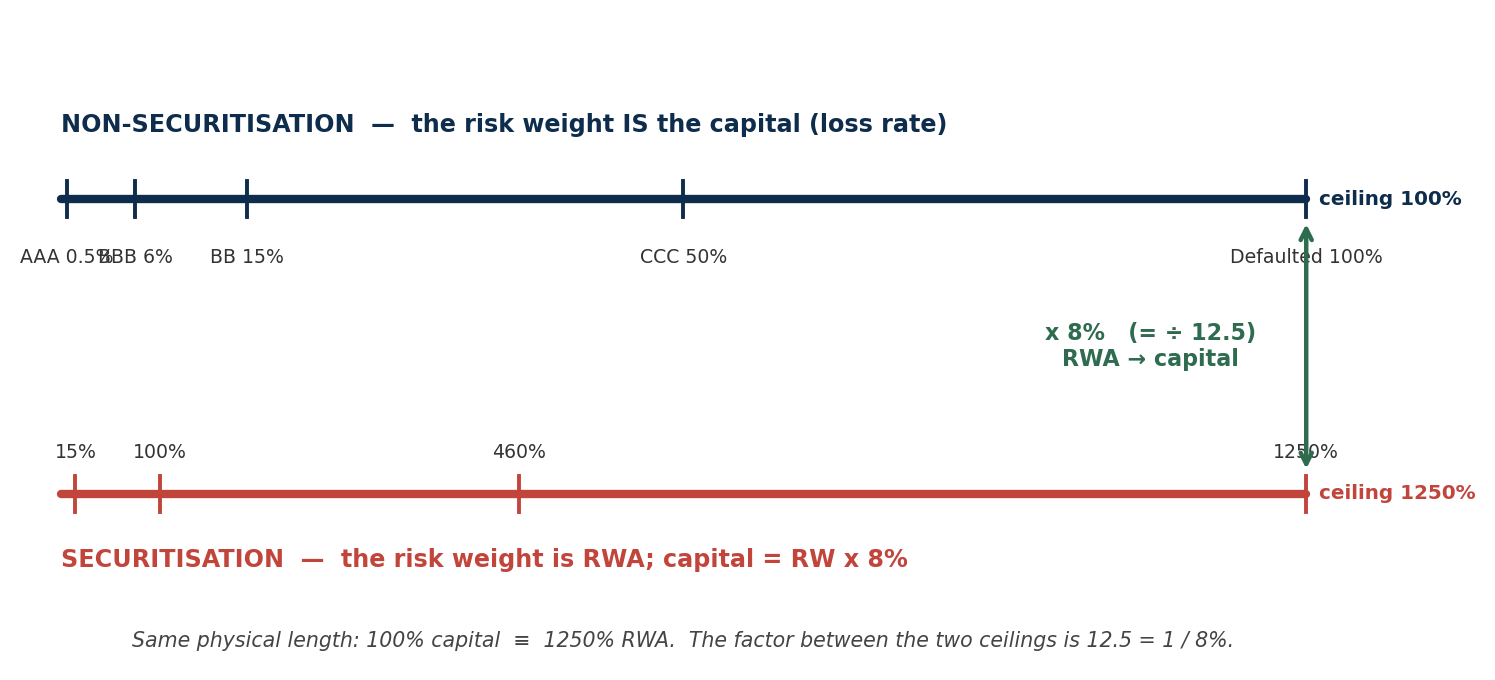 NON-SECURITISATION — the risk weight IS the capital (loss rate)
ceiling 100%
AAA 0.5% BBB 6% BB 15% CCC 50% Defaulted 100%
x 8% (= ÷ 12.5)
RWA → capital
15% 100% 460% 1250%
ceiling 1250%
SECURITISATION — the risk weight is RWA; capital = RW x 8%
Same physical length: 100% capital ≡ 1250% RWA. The factor between the two ceilings is 12.5 = 1 / 8%.